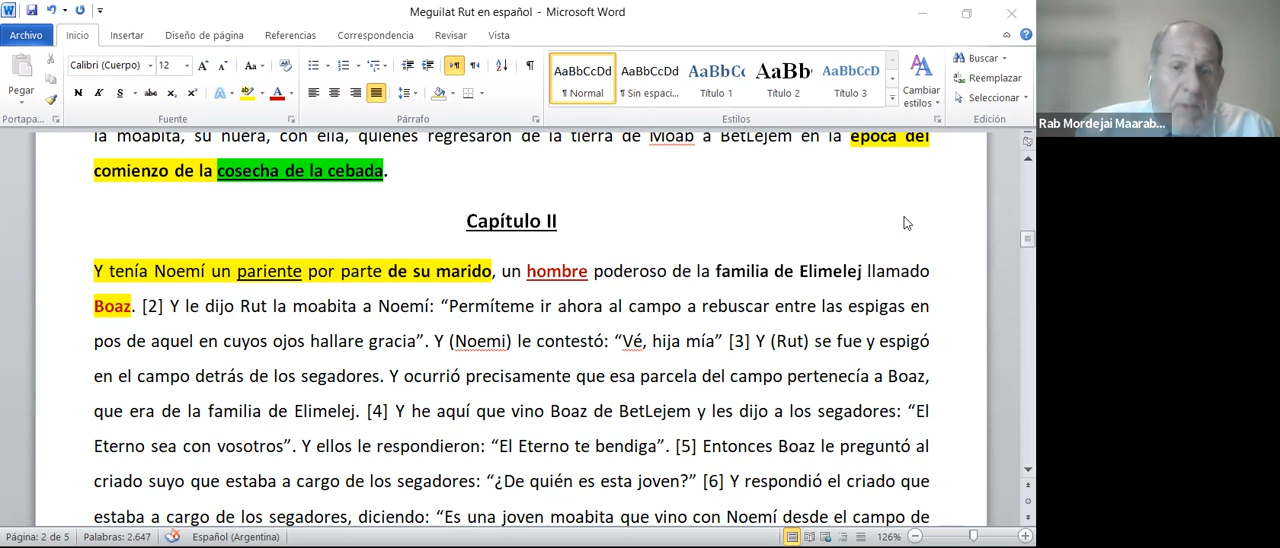 Meguilat Rut en español - Microsoft Word
Archivo Inicio Insertar Diseño de página Referencias Correspondencia Revisar Vista
Calibri (Cuerpo) 12
Pegar
N K S abc x₂ x² A A
AaBbCcDd AaBbCcDd AaBbCc AaBb AaBbCcD
¶ Normal ¶ Sin espaci... Título 1 Título 2 Título 3
Cambiar estilos
Buscar
Reemplazar
Seleccionar
Portapa... Fuente Párrafo Estilos Edición
Rab Mordejai Maarab...
la moabita, su nuera, con ella, quienes regresaron de la tierra de Moab a BetLejem en la época del
comienzo de la cosecha de la cebada.
Capítulo II
Y tenía Noemí un pariente por parte de su marido, un hombre poderoso de la familia de Elimelej llamado
Boaz. [2] Y le dijo Rut la moabita a Noemí: “Permíteme ir ahora al campo a rebuscar entre las espigas en
pos de aquel en cuyos ojos hallare gracia”. Y (Noemi) le contestó: “Vé, hija mía” [3] Y (Rut) se fue y espigó
en el campo detrás de los segadores. Y ocurrió precisamente que esa parcela del campo pertenecía a Boaz,
que era de la familia de Elimelej. [4] Y he aquí que vino Boaz de BetLejem y les dijo a los segadores: “El
Eterno sea con vosotros”. Y ellos le respondieron: “El Eterno te bendiga”. [5] Entonces Boaz le preguntó al
criado suyo que estaba a cargo de los segadores: “¿De quién es esta joven?” [6] Y respondió el criado que
estaba a cargo de los segadores, diciendo: “Es una joven moabita que vino con Noemí desde el campo de
Página: 2 de 5 Palabras: 2.647 Español (Argentina) 126%